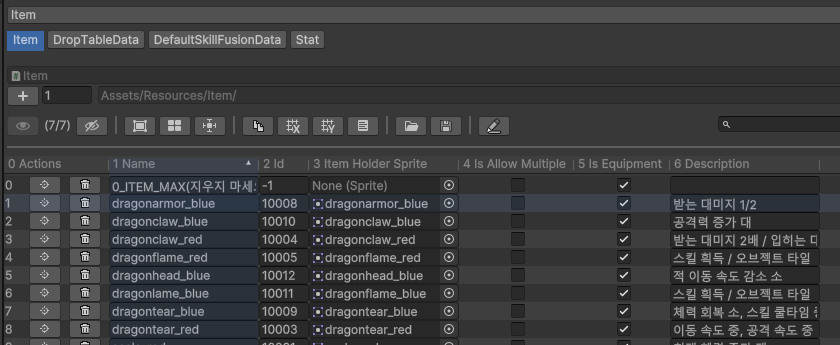 Item
Item DropTableData DefaultSkillFusionData Stat
Item
1 Assets/Resources/Item/
(7/7)
0 Actions 1 Name 2 Id 3 Item Holder Sprite 4 Is Allow Multiple 5 Is Equipment 6 Description
0 0_ITEM_MAX(지우지 마세 -1 None (Sprite)
1 dragonarmor_blue 10008 dragonarmor_blue 받는 대미지 1/2
2 dragonclaw_blue 10010 dragonclaw_blue 공격력 증가 대
3 dragonclaw_red 10004 dragonclaw_red 받는 대미지 2배 / 입히는
4 dragonflame_red 10005 dragonflame_red 스킬 획득 / 오브젝트 타일
5 dragonhead_blue 10012 dragonhead_blue 적 이동 속도 감소 소
6 dragonlame_blue 10011 dragonflame_blue 스킬 획득 / 오브젝트 타일
7 dragontear_blue 10009 dragontear_blue 체력 회복 소, 스킬 쿨타임
8 dragontear_red 10003 dragontear_red 이동 속도 중, 공격 속도 중